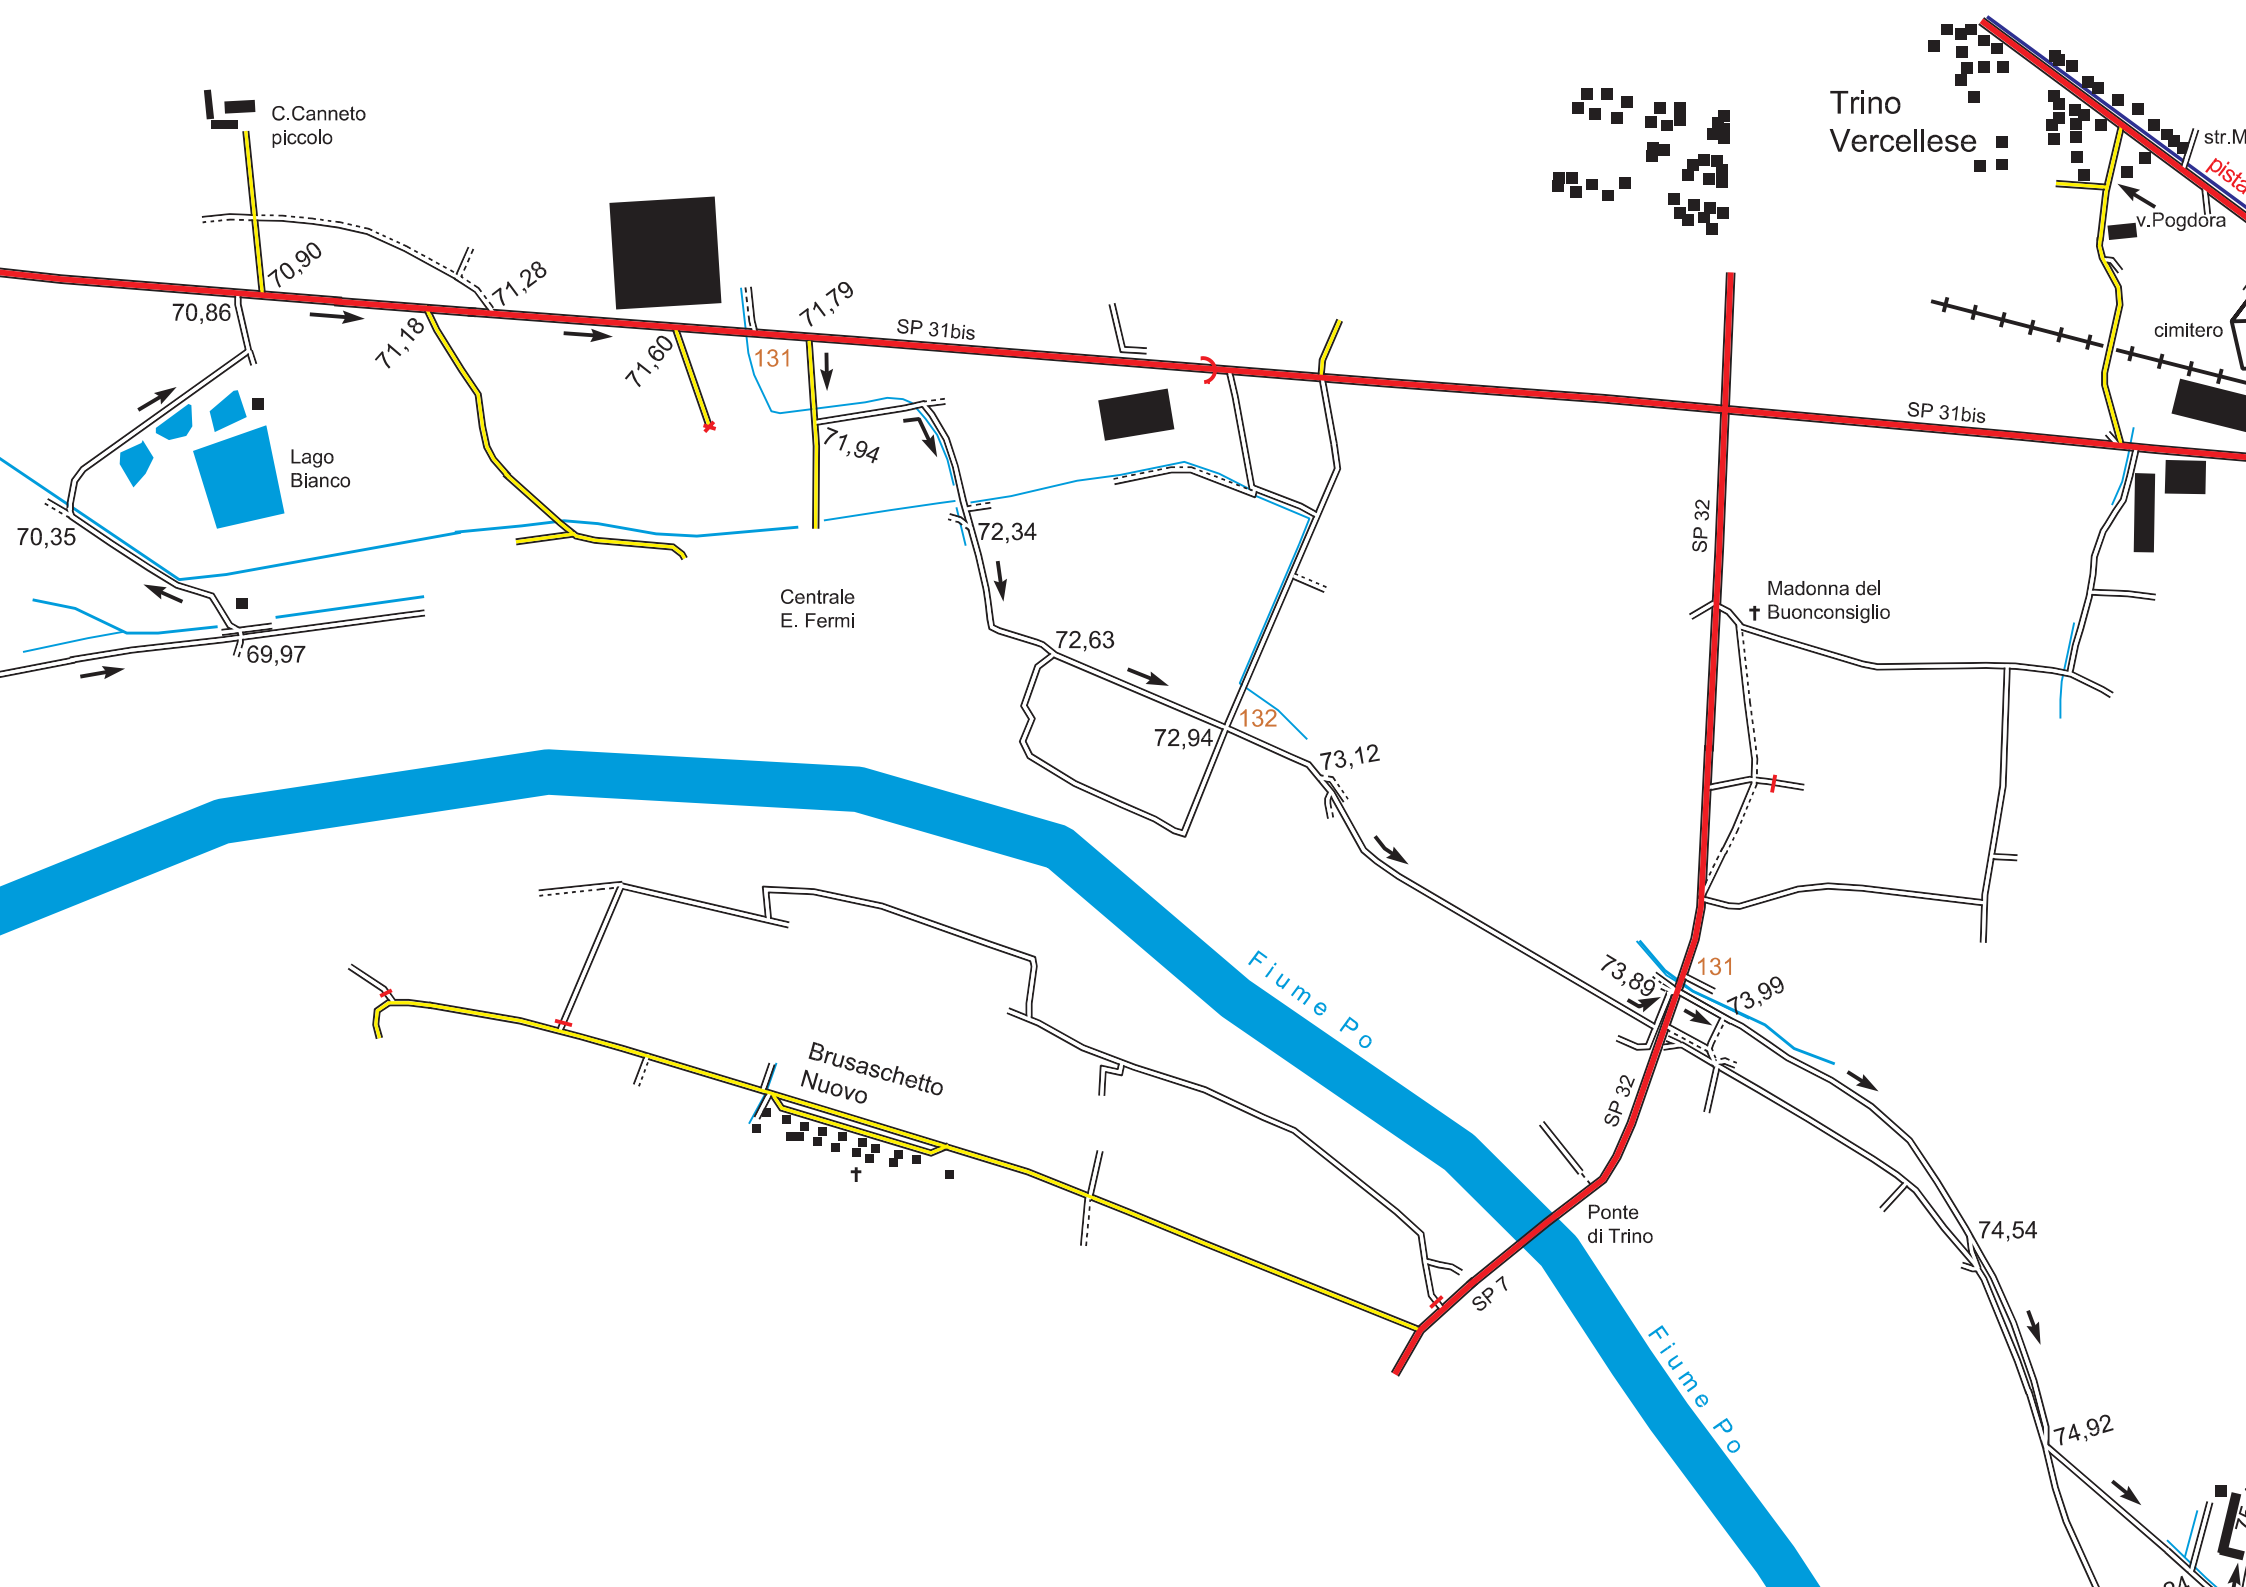 Trino
Vercellese
C.Canneto
piccolo
v.Pogdora
70,90
71,28
71,79
70,86
71,18
71,60
131
SP 31bis
cimitero
SP 31bis
71,94
Lago
Bianco
70,35
72,34
SP 32
Centrale
E. Fermi
Madonna del
Buonconsiglio
69,97
72,63
132
72,94
73,12
Fiume Po
73,89
131
73,99
Brusaschetto
Nuovo
SP 32
Ponte
di Trino
SP 7
74,54
Fiume Po
74,92